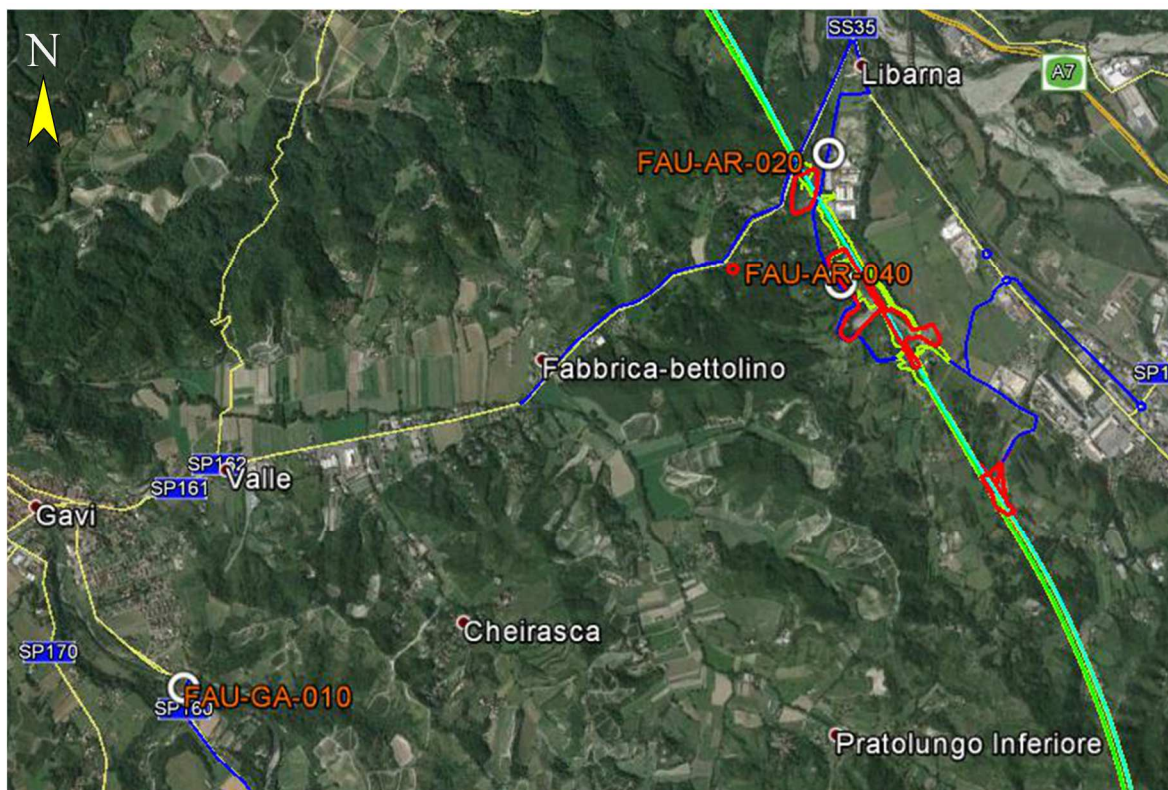 SS35
N
Libarna
A7
FAU-AR-020
FAU-AR-040
Fabbrica-bettolino
SP1
SP162
Valle
SP161
Gavi
Cheirasca
SP170
FAU-GA-010
SP160
Pratolungo Inferiore